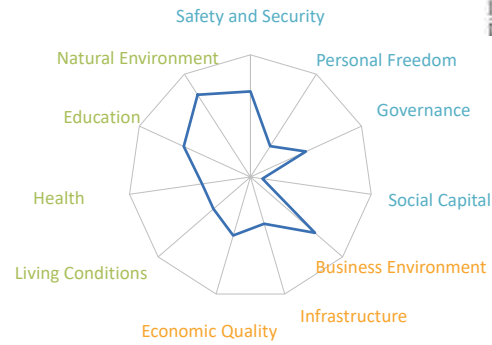 Safety and Security
Natural Environment
Personal Freedom
Education
Governance
Health
Social Capital
Living Conditions
Business Environment
Economic Quality
Infrastructure